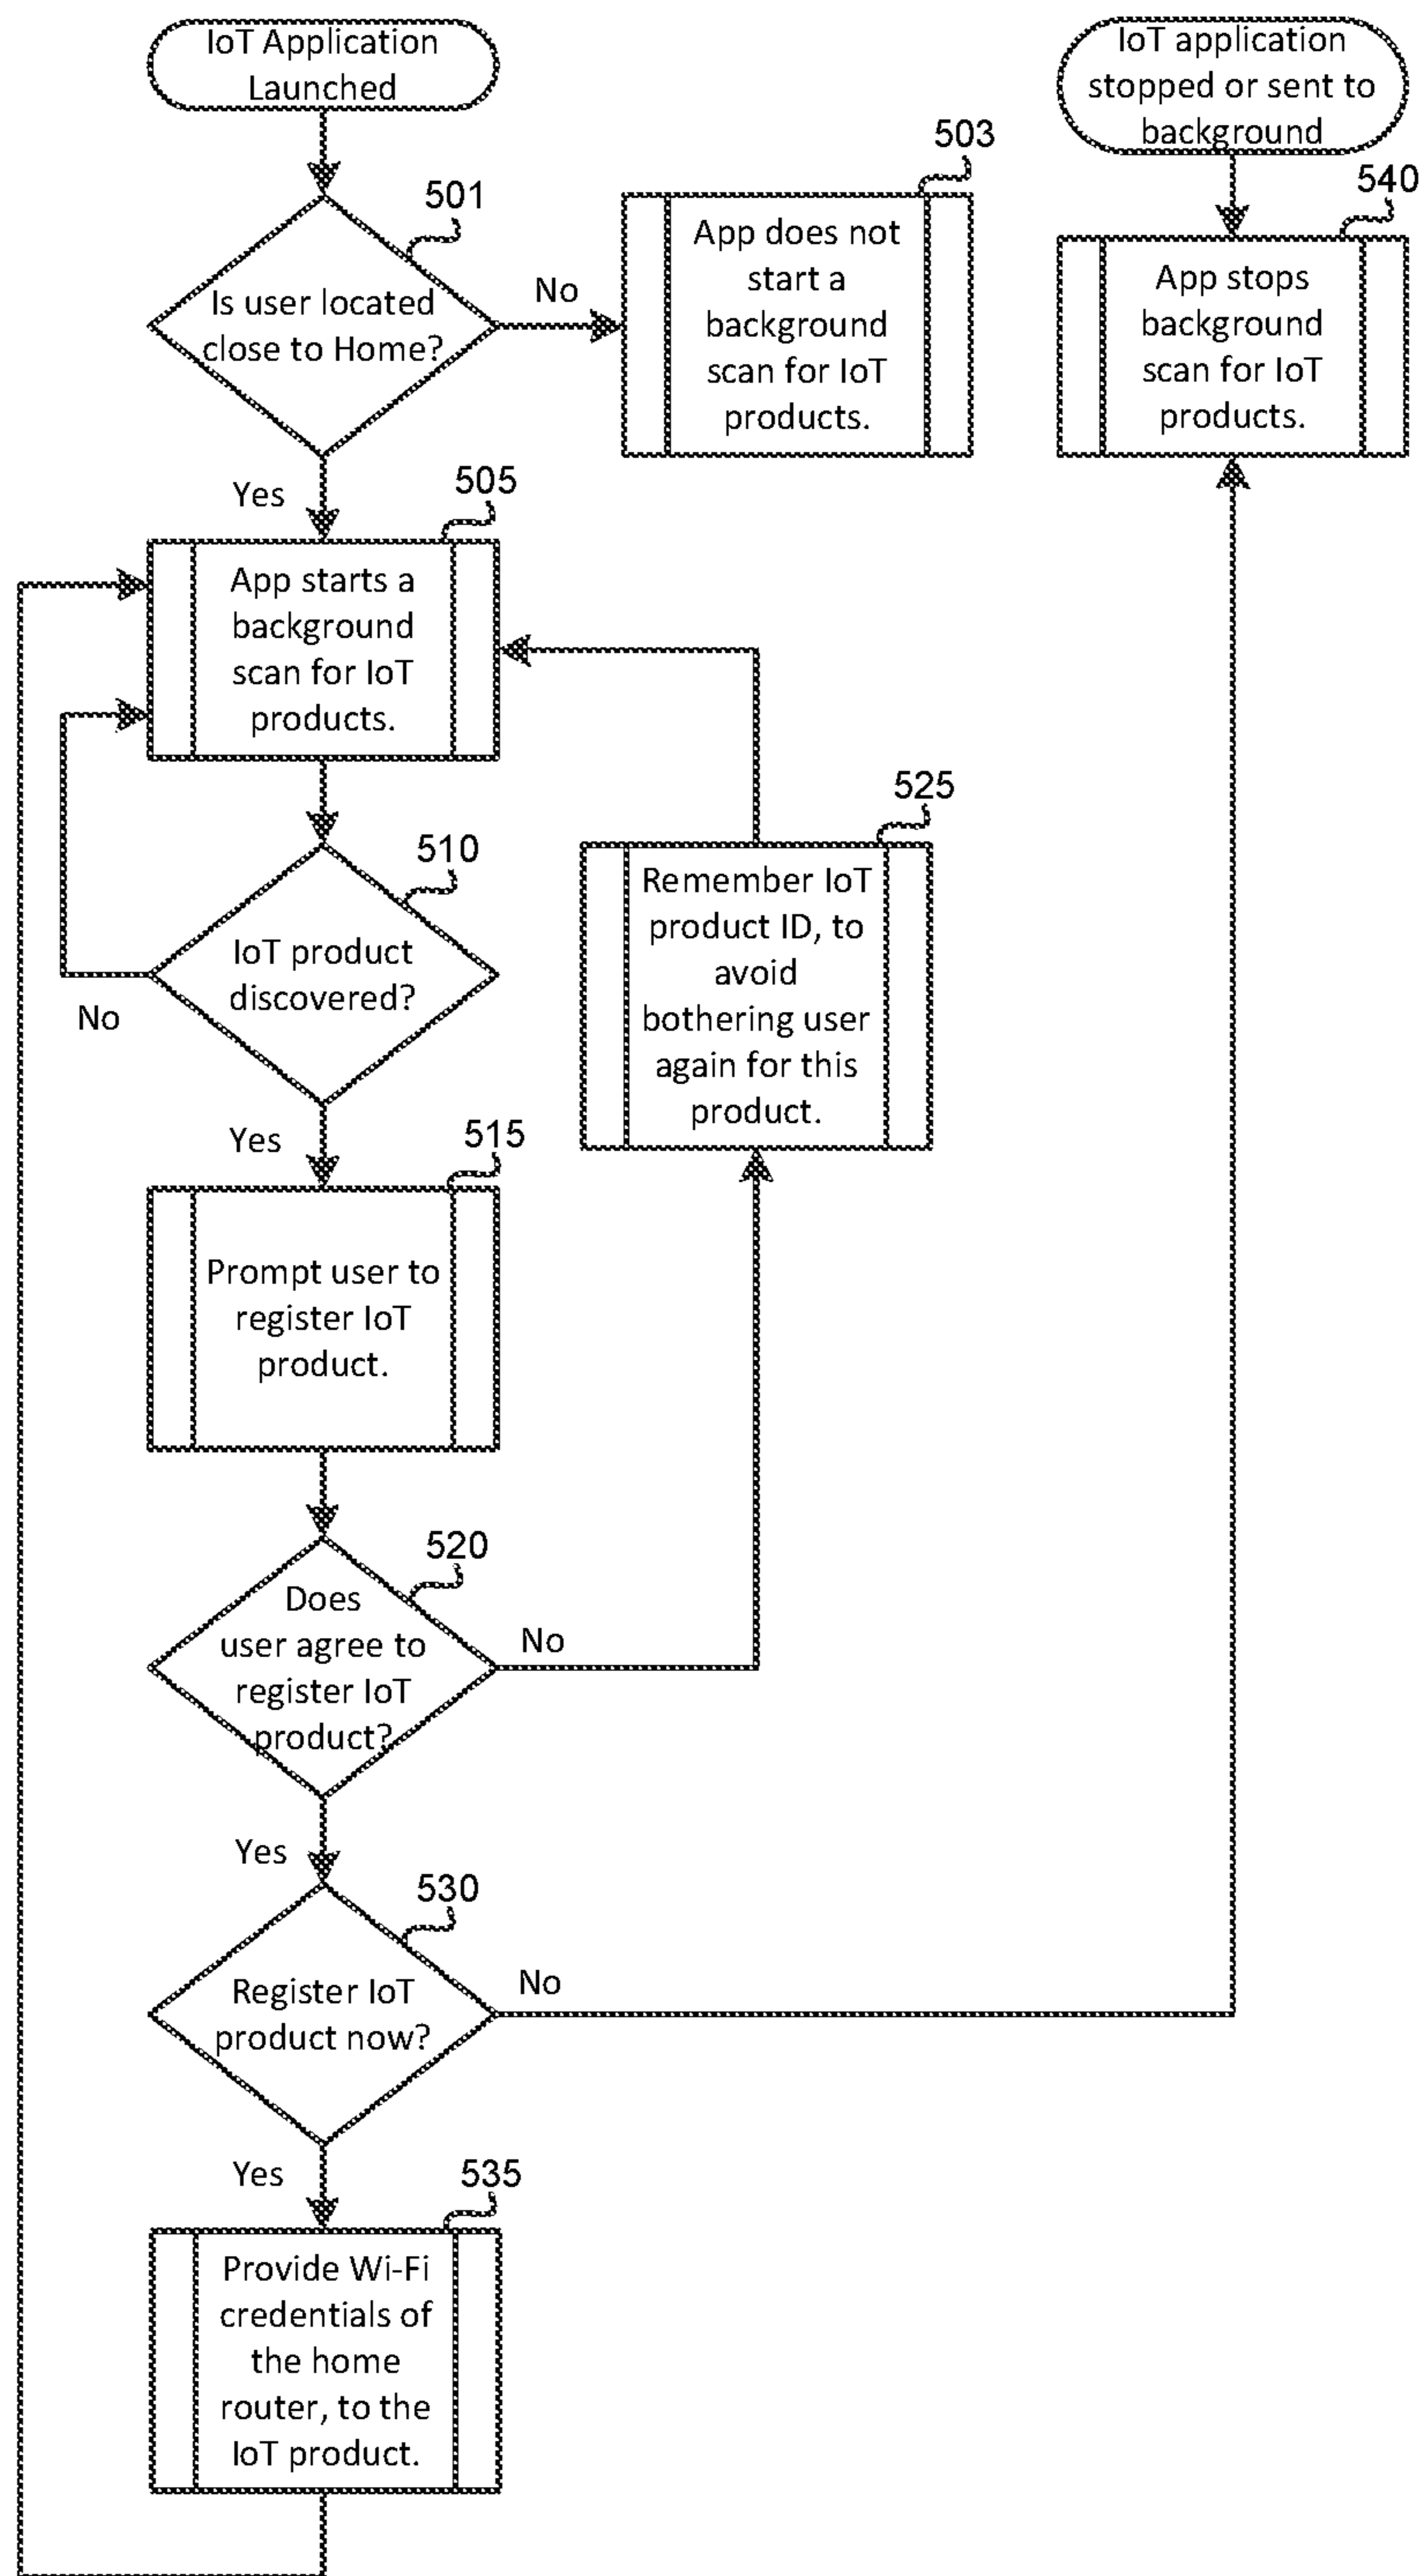 IoT Application
Launched
IoT application
stopped or sent to
background
501
Is user located
close to Home?
No
503
App does not
start a
background
scan for IoT
products.
540
App stops
background
scan for IoT
products.
Yes
505
App starts a
background
scan for IoT
products.
510
IoT product
discovered?
No
525
Remember IoT
product ID, to
avoid
bothering user
again for this
product.
Yes
515
Prompt user to
register IoT
product.
520
Does
user agree to
register IoT
product?
No
Yes
530
Register IoT
product now?
No
Yes
535
Provide Wi-Fi
credentials of
the home
router, to the
IoT product.